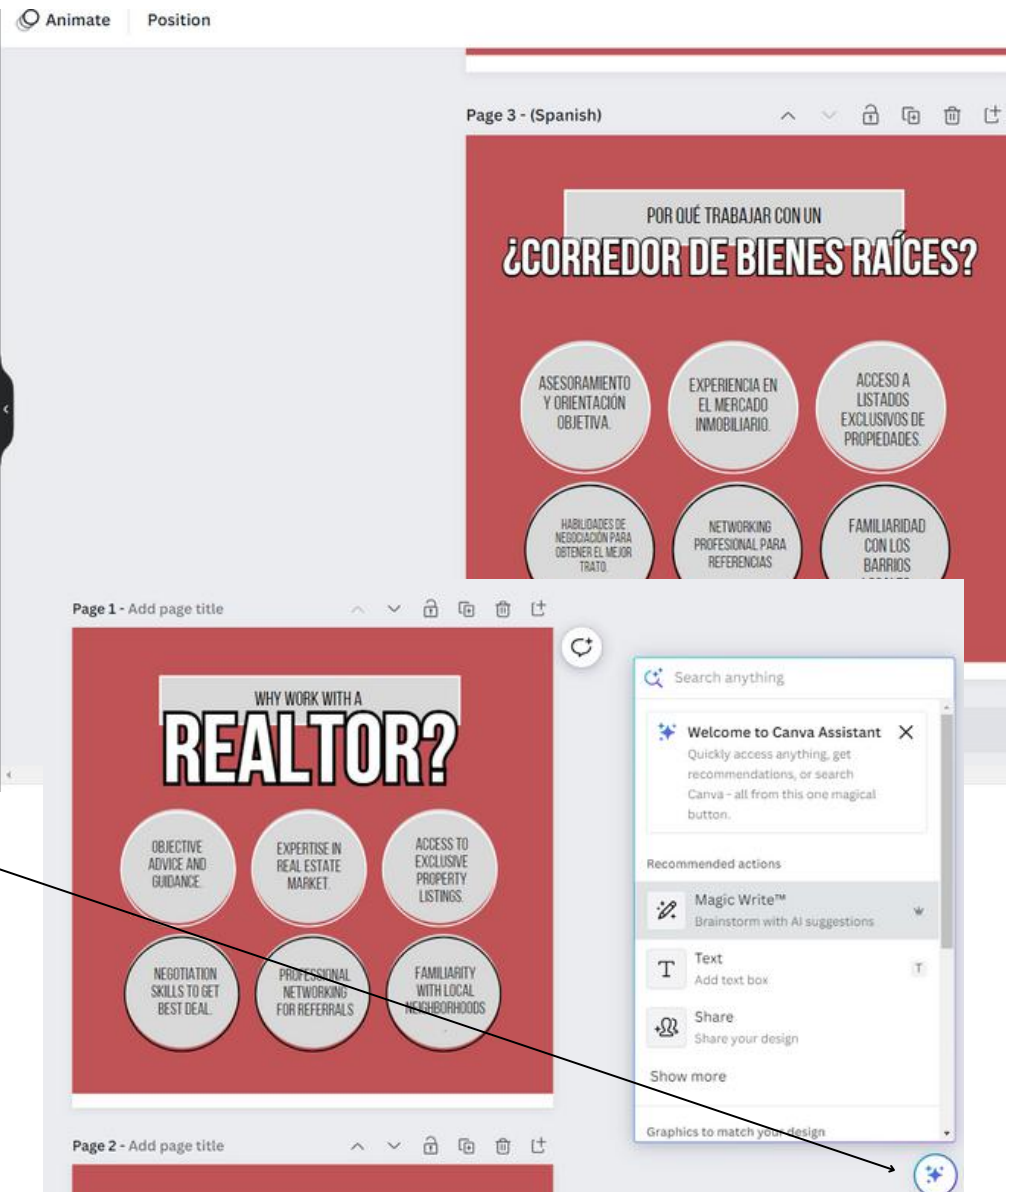 Animate
Position
Page 3 - (Spanish)
POR QUÉ TRABAJAR CON UN
¿CORREDOR DE BIENES RAÍCES?
ASESORAMIENTO
Y ORIENTACIÓN
OBJETIVA.
EXPERIENCIA EN
EL MERCADO
INMOBILIARIO.
ACCESO A
LISTADOS
EXCLUSIVOS DE
PROPIEDADES.
HABILIDADES DE
NEGOCIACIÓN PARA
OBTENER EL MEJOR
TRATO.
NETWORKING
PROFESIONAL PARA
REFERENCIAS
FAMILIARIDAD
CON LOS
BARRIOS
Page 1 - Add page title
WHY WORK WITH A
REALTOR?
OBJECTIVE
ADVICE AND
GUIDANCE.
EXPERTISE IN
REAL ESTATE
MARKET.
ACCESS TO
EXCLUSIVE
PROPERTY
LISTINGS.
NEGOTIATION
SKILLS TO GET
BEST DEAL.
PROFESSIONAL
NETWORKING
FOR REFERRALS
FAMILIARITY
WITH LOCAL
NEIGHBORHOODS
.
Page 2 - Add page title
Search anything
Welcome to Canva Assistant
Quickly access anything, get
recommendations, or search
Canva - all from this one magical
button.
Recommended actions
Magic Write™
Brainstorm with AI suggestions
Text
Add text box
T
Share
Share your design
Show more
Graphics to match your design